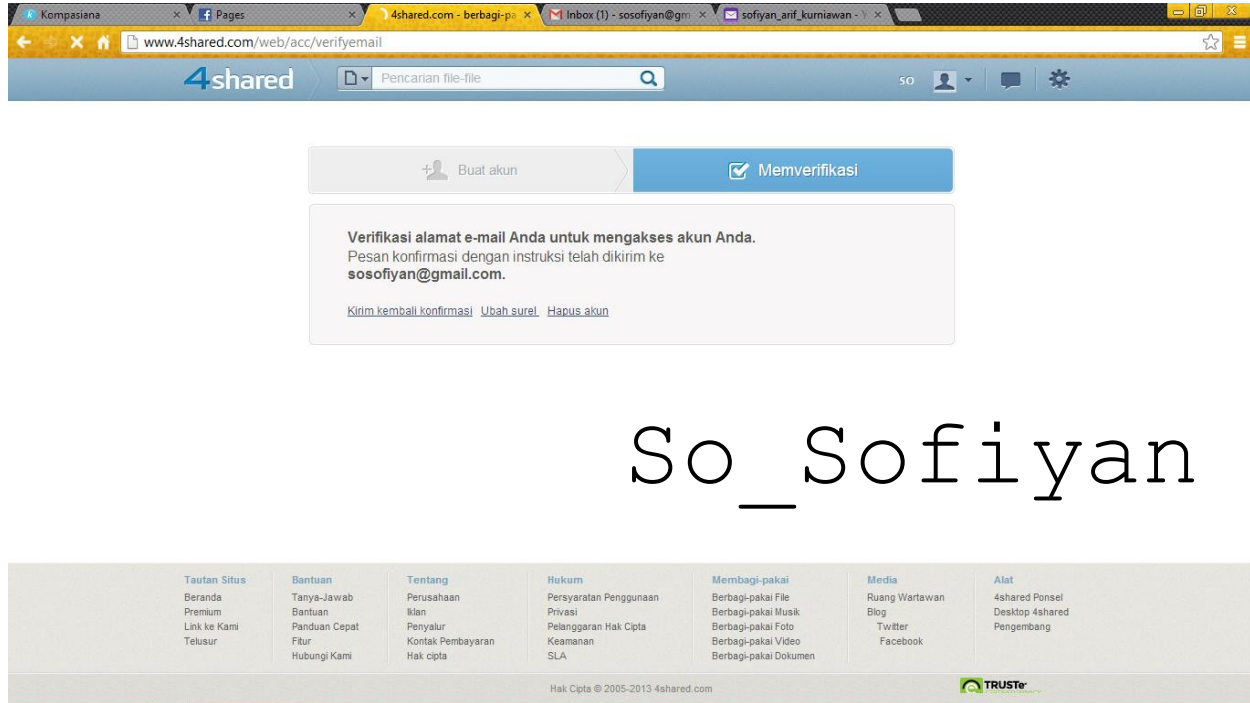 Kompasiana
Pages
4shared.com - berbagi-pa
Inbox (1) - sosofiyan@gm
sofiyan_arif_kurniawan - Y
www.4shared.com/web/acc/verifyemail
4shared
Pencarian file-file
so
Buat akun
Memverifikasi
Verifikasi alamat e-mail Anda untuk mengakses akun Anda.
Pesan konfirmasi dengan instruksi telah dikirim ke
sosofiyan@gmail.com.
Kirim kembali konfirmasi Ubah surel Hapus akun
So_Sofiyan
Tautan Situs
Beranda
Premium
Link ke Kami
Telusur
Bantuan
Tanya-Jawab
Bantuan
Panduan Cepat
Fitur
Hubungi Kami
Tentang
Perusahaan
Iklan
Penyalur
Kontak Pembayaran
Hak cipta
Hukum
Persyaratan Penggunaan
Privasi
Pelanggaran Hak Cipta
Keamanan
SLA
Membagi-pakai
Berbagi-pakai File
Berbagi-pakai Musik
Berbagi-pakai Foto
Berbagi-pakai Video
Berbagi-pakai Dokumen
Media
Ruang Wartawan
Blog
Twitter
Facebook
Alat
4shared Ponsel
Desktop 4shared
Pengembang
Hak Cipta © 2005-2013 4shared.com
TRUSTe